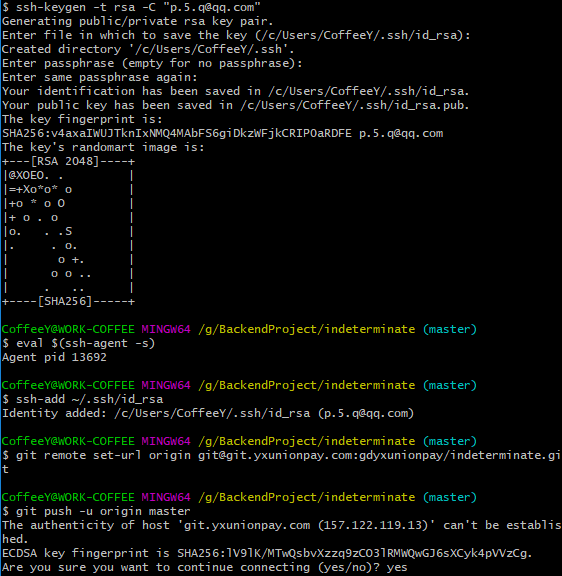 $ ssh-keygen -t rsa -C "p.5.q@qq.com"
Generating public/private rsa key pair.
Enter file in which to save the key (/c/Users/CoffeeY/.ssh/id_rsa):
Created directory '/c/Users/CoffeeY/.ssh'.
Enter passphrase (empty for no passphrase):
Enter same passphrase again:
Your identification has been saved in /c/Users/CoffeeY/.ssh/id_rsa.
Your public key has been saved in /c/Users/CoffeeY/.ssh/id_rsa.pub.
The key fingerprint is:
SHA256:v4axaIWUJTknIxNMQ4MAbFS6giDkzWFjkCRIPOaRDFE p.5.q@qq.com
The key's randomart image is:
+---[RSA 2048]----+
|@XOEO. .         |
|=+Xo*o* o        |
|+o * o O         |
|+ o . o          |
|o.   . .S        |
|.     . o.       |
|       o +.      |
|      o o ..     |
|     .   ..      |
+----[SHA256]-----+
CoffeeY@WORK-COFFEE MINGW64 /g/BackendProject/indeterminate (master)
$ eval $(ssh-agent -s)
Agent pid 13692
CoffeeY@WORK-COFFEE MINGW64 /g/BackendProject/indeterminate (master)
$ ssh-add ~/.ssh/id_rsa
Identity added: /c/Users/CoffeeY/.ssh/id_rsa (p.5.q@qq.com)
CoffeeY@WORK-COFFEE MINGW64 /g/BackendProject/indeterminate (master)
$ git remote set-url origin git@git.yxunionpay.com:gdyxunionpay/indeterminate.gi
t
CoffeeY@WORK-COFFEE MINGW64 /g/BackendProject/indeterminate (master)
$ git push -u origin master
The authenticity of host 'git.yxunionpay.com (157.122.119.13)' can't be establis
hed.
ECDSA key fingerprint is SHA256:lV9lK/MTwQsbvXzzq9zCO3lRMWQwGJ6sXCyk4pVVzCg.
Are you sure you want to continue connecting (yes/no)? yes